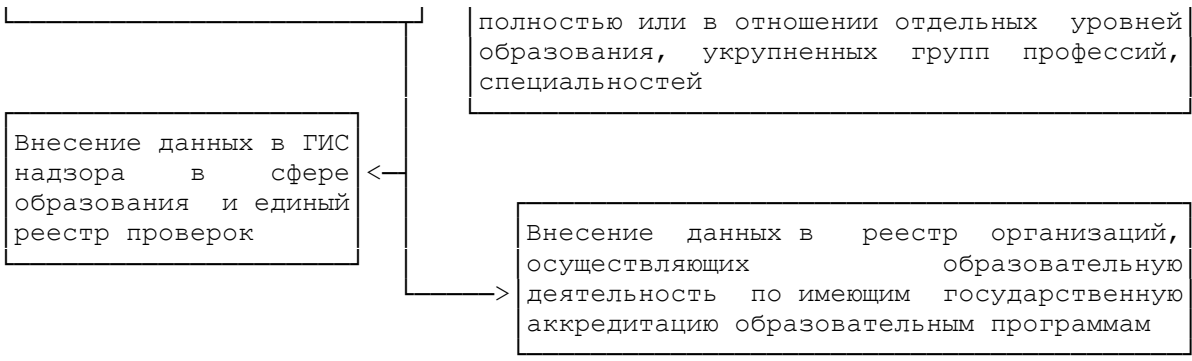 полностью или в отношении отдельных уровней
образования, укрупненных групп профессий,
специальностей
Внесение данных в ГИС
надзора в сфере
образования и единый
реестр проверок
Внесение данных в реестр организаций,
осуществляющих образовательную
деятельность по имеющим государственную
аккредитацию образовательным программам